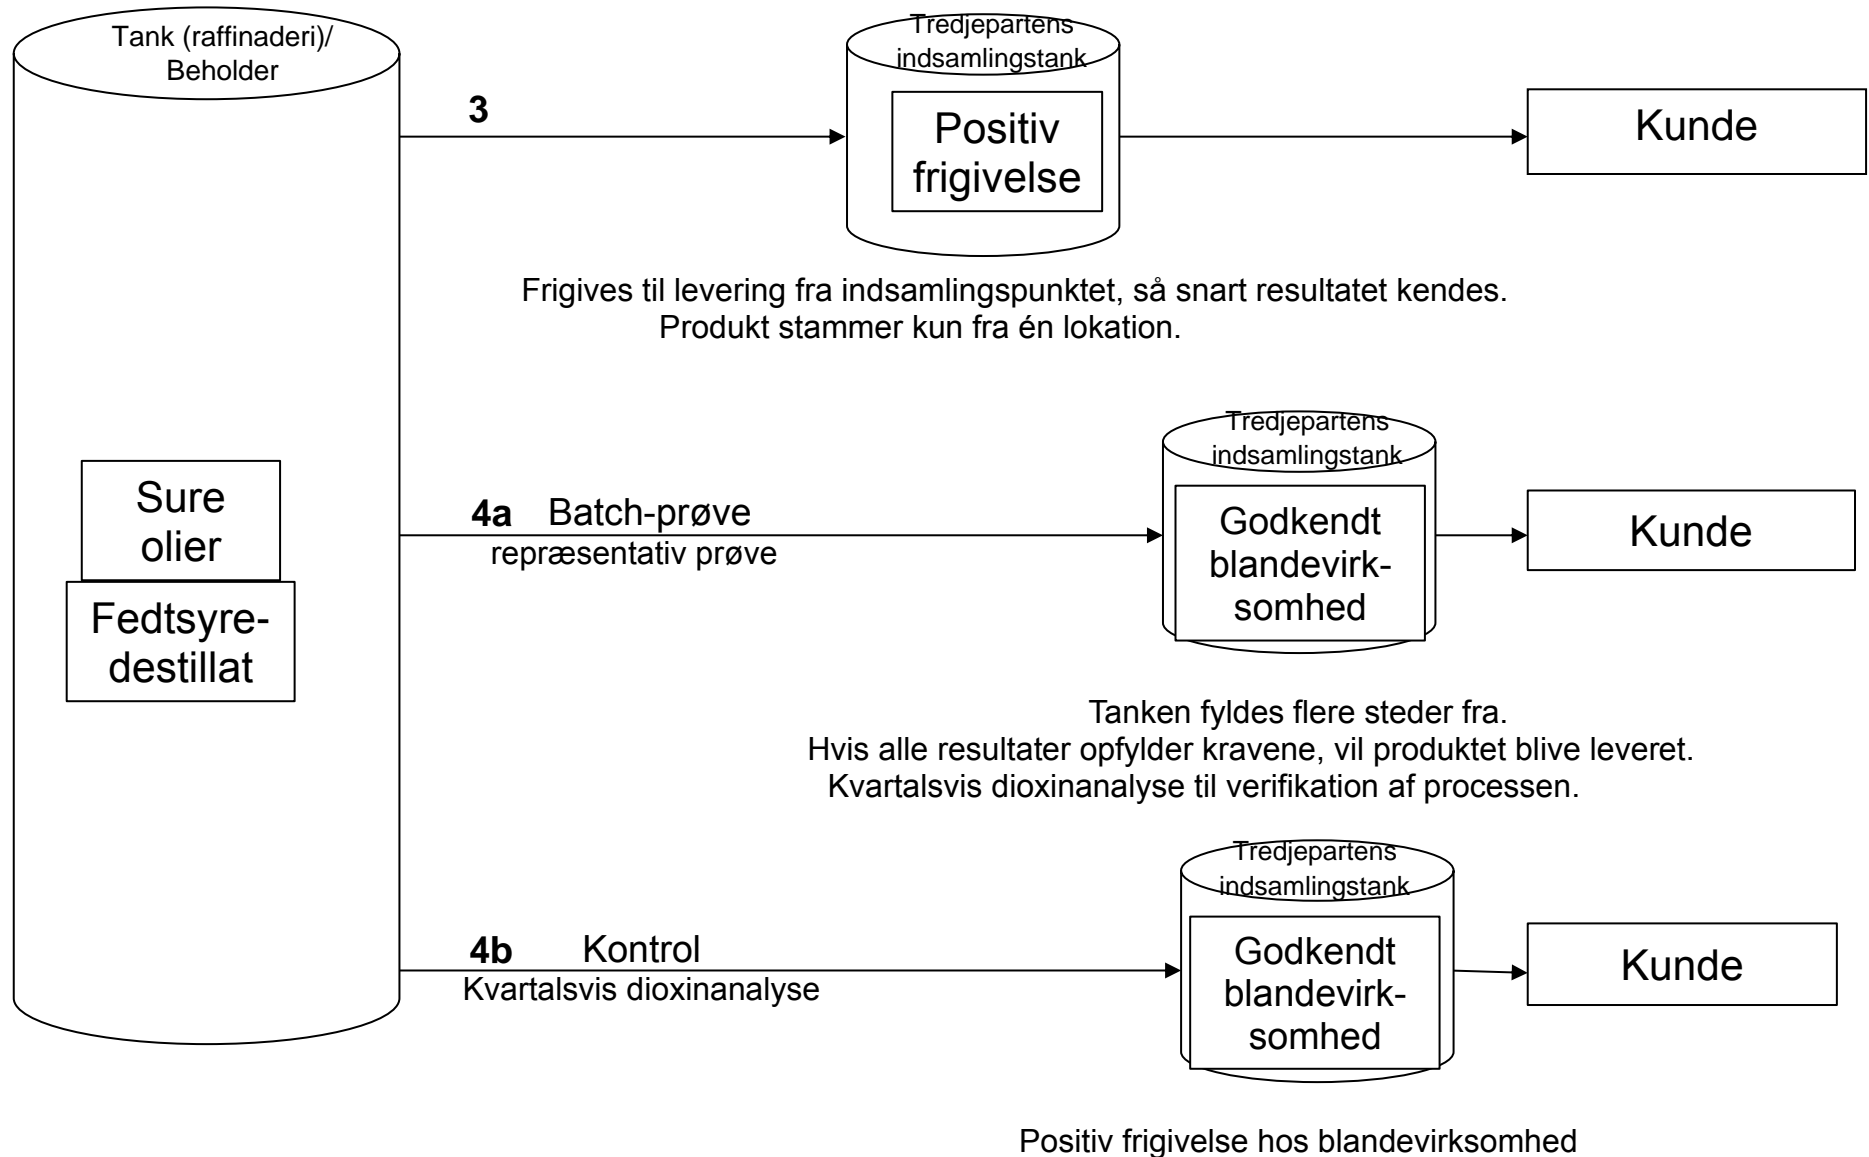 Tank (raffinaderi)/
Beholder
Tredjepartens
indsamlingstank
3
Positiv
frigivelse
Kunde
Frigives til levering fra indsamlingspunktet, så snart resultatet kendes.
Produkt stammer kun fra én lokation.
Sure
olier
Fedtsyre-
destillat
Tredjepartens
indsamlingstank
4a Batch-prøve
repræsentativ prøve
Godkendt
blandevirk-
somhed
Kunde
Tanken fyldes flere steder fra.
Hvis alle resultater opfylder kravene, vil produktet blive leveret.
Kvartalsvis dioxinanalyse til verifikation af processen.
Tredjepartens
indsamlingstank
4b Kontrol
Kvartalsvis dioxinanalyse
Godkendt
blandevirk-
somhed
Kunde
Positiv frigivelse hos blandevirksomhed